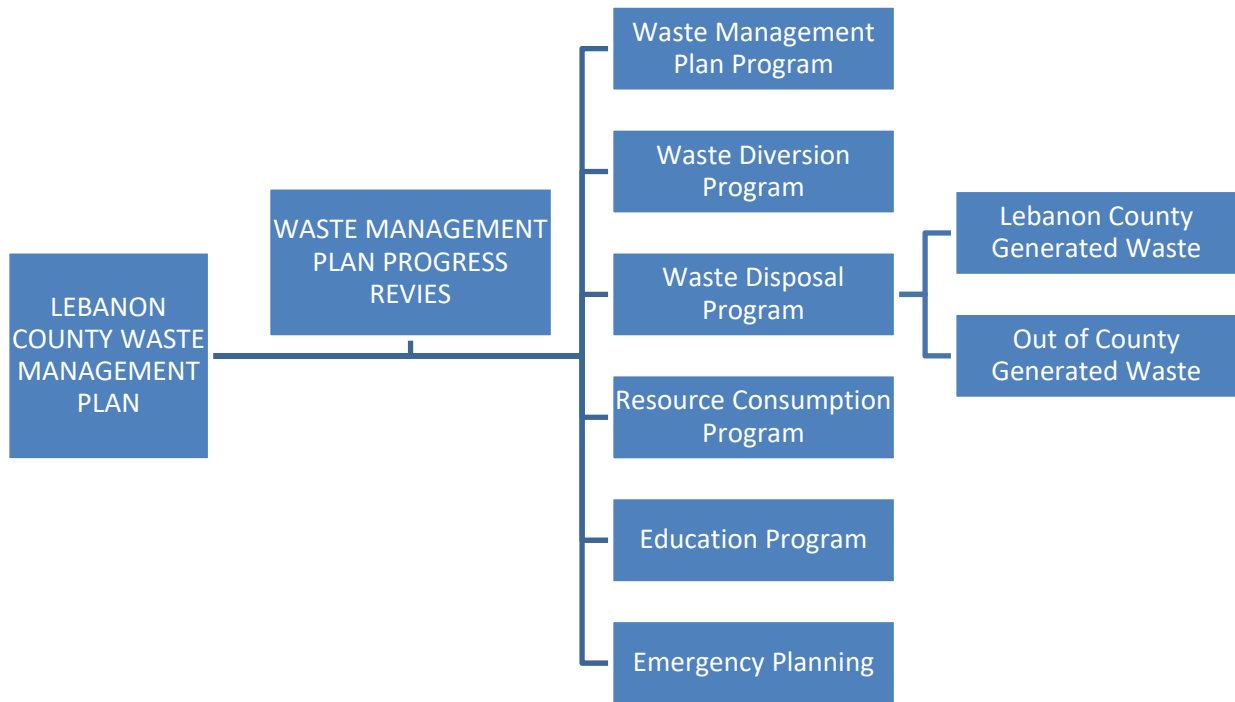 LEBANON
COUNTY WASTE
MANAGEMENT
PLAN
WASTE MANAGEMENT
PLAN PROGRESS
REVIES
Waste Management
Plan Program
Waste Diversion
Program
Waste Disposal
Program
Lebanon County
Generated Waste
Out of County
Generated Waste
Resource Consumption
Program
Education Program
Emergency Planning